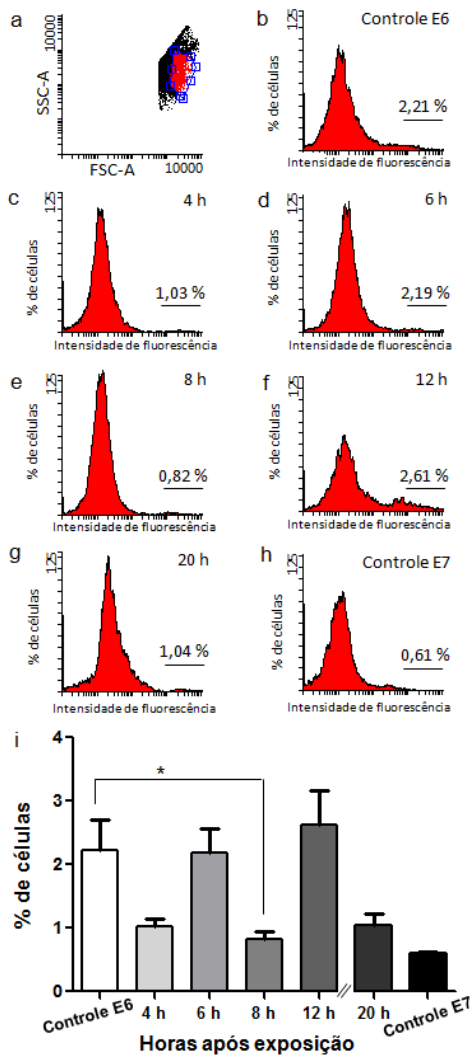 a
10000
SSC-A
FSC-A
10000
b
Controle E6
125
% de células
2,21 %
Intensidade de fluorescência
c
4 h
125
% de células
1,03 %
Intensidade de fluorescência
d
6 h
125
% de células
2,19 %
Intensidade de fluorescência
e
8 h
125
% de células
0,82 %
Intensidade de fluorescência
f
12 h
125
% de células
2,61 %
Intensidade de fluorescência
g
20 h
125
% de células
1,04 %
Intensidade de fluorescência
h
Controle E7
125
% de células
0,61 %
Intensidade de fluorescência
i
% de células
4
3
2
1
0
*
Controle E6
4 h
6 h
8 h
12 h
//
20 h
Controle E7
Horas após exposição